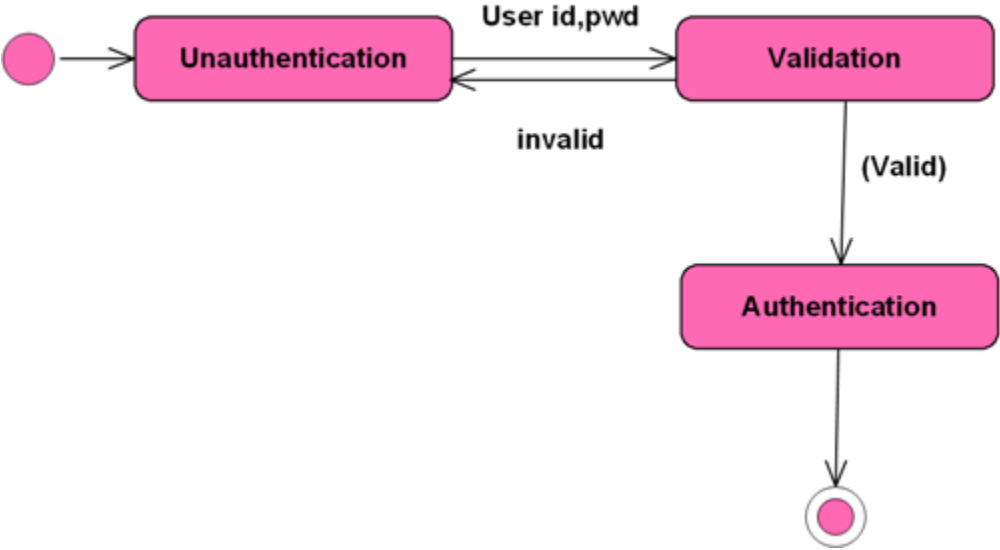 User id,pwd
Unauthentication
Validation
invalid
(Valid)
Authentication